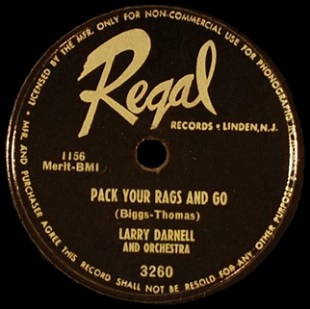 LICENSED BY THE MFR. ONLY FOR NON-COMMERCIAL USE FOR PHONOGRAPHS
Regal
RECORDS • LINDEN, N.J.
1156
Merit-BMI
PACK YOUR RAGS AND GO
(Biggs-Thomas)
LARRY DARNELL
AND ORCHESTRA
3260
MFR. AND PURCHASER AGREE THIS RECORD SHALL NOT BE RESOLD FOR ANY OTHER PURPOSE